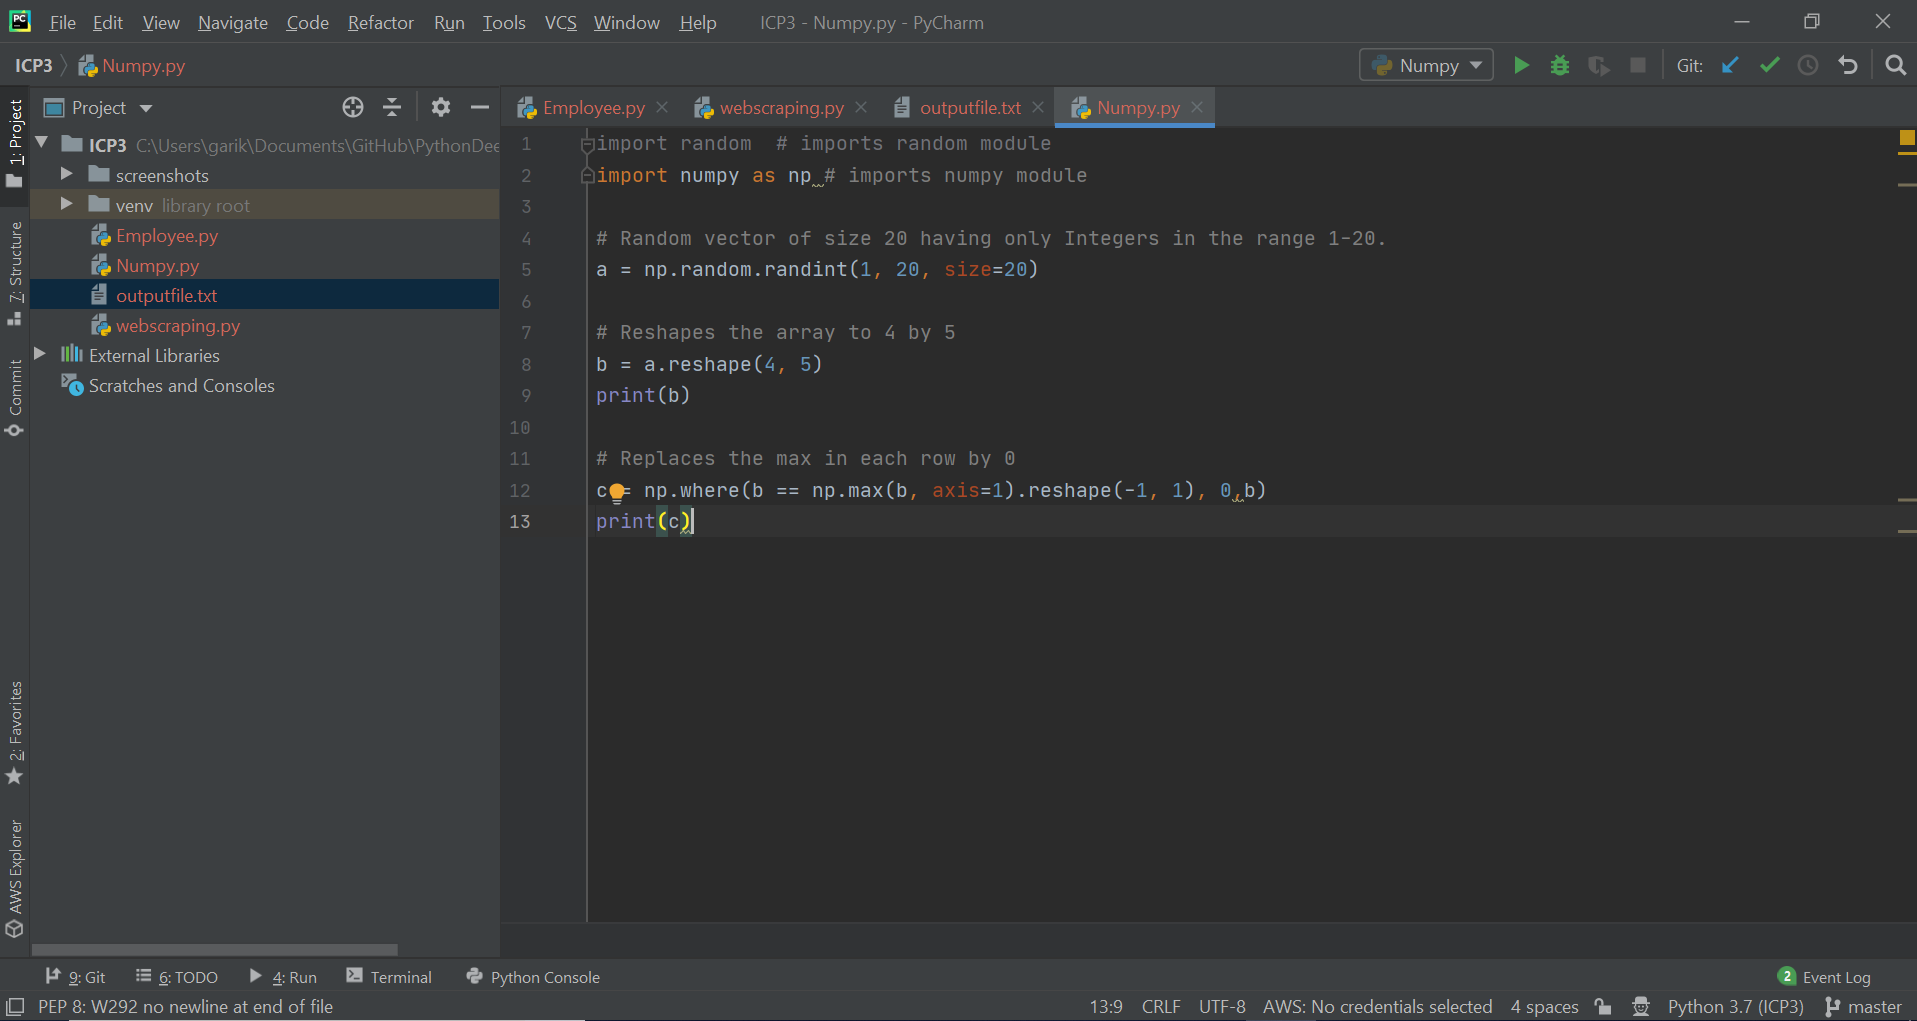 File Edit View Navigate Code Refactor Run Tools VCS Window Help ICP3 - Numpy.py - PyCharm
ICP3 Numpy.py Numpy Git:
Project
Employee.py webscraping.py outputfile.txt Numpy.py
1: Project
7: Structure
Commit
2: Favorites
AWS Explorer
ICP3 C:\Users\garik\Documents\GitHub\PythonDee
screenshots
venv library root
Employee.py
Numpy.py
outputfile.txt
webscraping.py
External Libraries
Scratches and Consoles
1 import random  # imports random module
2 import numpy as np # imports numpy module
3
4 # Random vector of size 20 having only Integers in the range 1-20.
5 a = np.random.randint(1, 20, size=20)
6
7 # Reshapes the array to 4 by 5
8 b = a.reshape(4, 5)
9 print(b)
10
11 # Replaces the max in each row by 0
12 c = np.where(b == np.max(b, axis=1).reshape(-1, 1), 0,b)
13 print(c)
9: Git 6: TODO 4: Run Terminal Python Console 2 Event Log
PEP 8: W292 no newline at end of file 13:9 CRLF UTF-8 AWS: No credentials selected 4 spaces Python 3.7 (ICP3) master